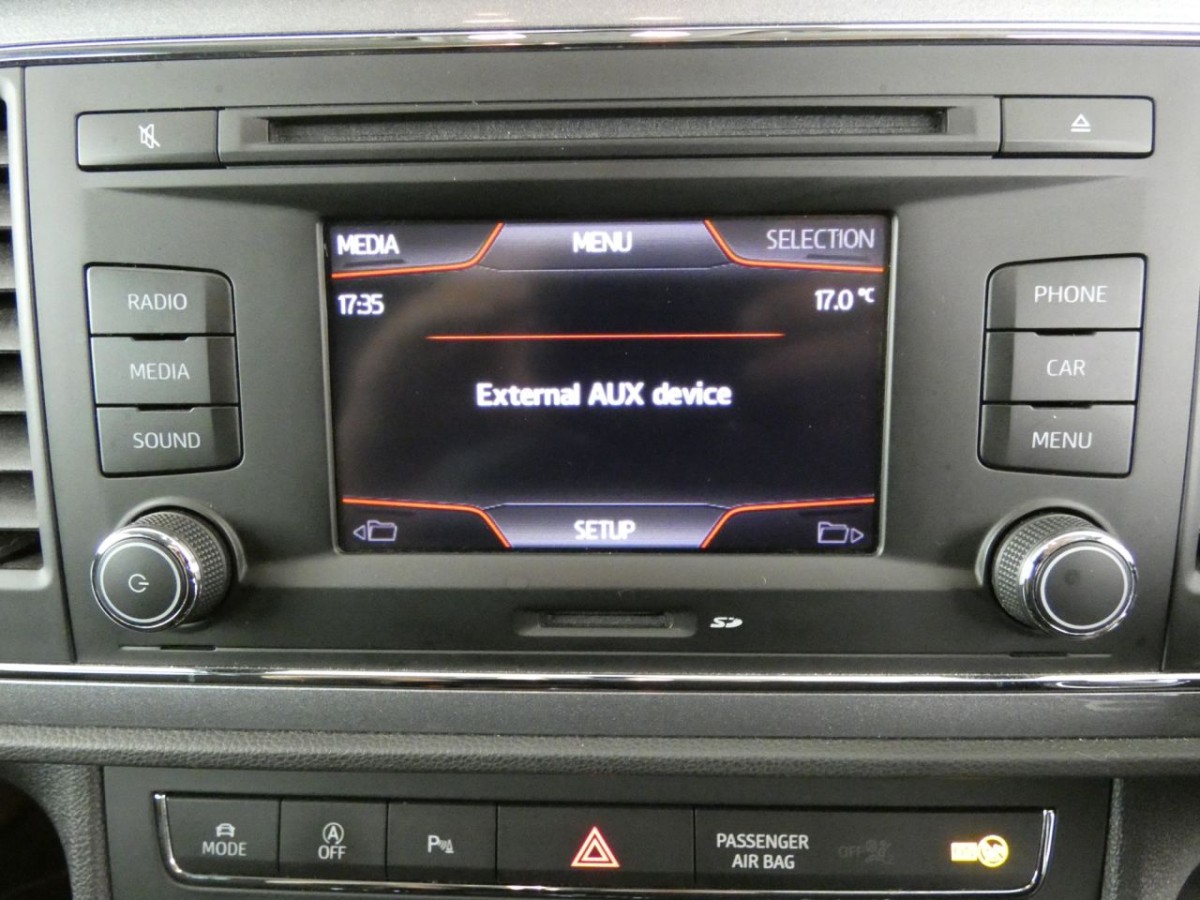 MEDIA MENU SELECTION
17:35 17.0 °C
External AUX device
SETUP
RADIO
MEDIA
SOUND
PHONE
CAR
MENU
SD
MODE
A
OFF
P
PASSENGER
AIR BAG
OFF